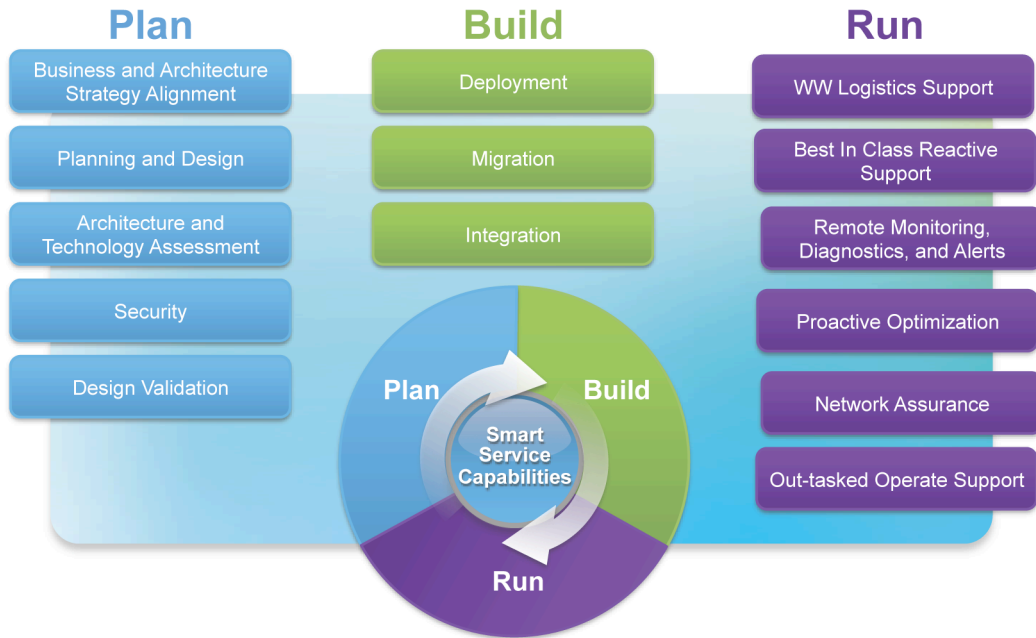 Plan
Business and Architecture
Strategy Alignment
Planning and Design
Architecture and
Technology Assessment
Security
Design Validation
Build
Deployment
Migration
Integration
Run
WW Logistics Support
Best In Class Reactive
Support
Remote Monitoring,
Diagnostics, and Alerts
Proactive Optimization
Network Assurance
Out-tasked Operate Support
Plan
Build
Smart
Service
Capabilities
Run